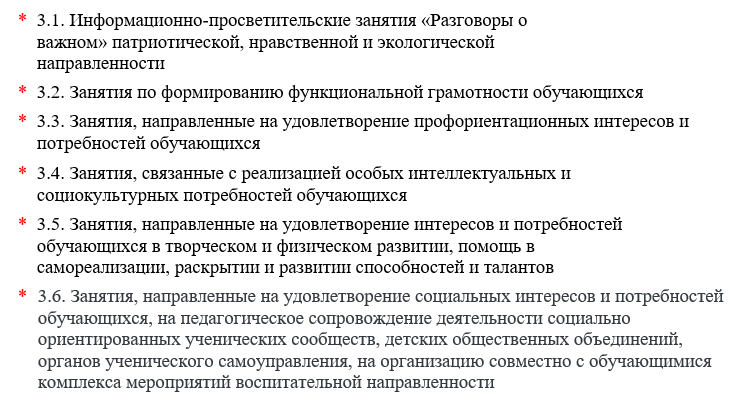 * 3.1. Информационно-просветительские занятия «Разговоры о
важном» патриотической, нравственной и экологической
направленности
* 3.2. Занятия по формированию функциональной грамотности обучающихся
* 3.3. Занятия, направленные на удовлетворение профориентационных интересов и
потребностей обучающихся
* 3.4. Занятия, связанные с реализацией особых интеллектуальных и
социокультурных потребностей обучающихся
* 3.5. Занятия, направленные на удовлетворение интересов и потребностей
обучающихся в творческом и физическом развитии, помощь в
самореализации, раскрытии и развитии способностей и талантов
* 3.6. Занятия, направленные на удовлетворение социальных интересов и потребностей
обучающихся, на педагогическое сопровождение деятельности социально
ориентированных ученических сообществ, детских общественных объединений,
органов ученического самоуправления, на организацию совместно с обучающимися
комплекса мероприятий воспитательной направленности